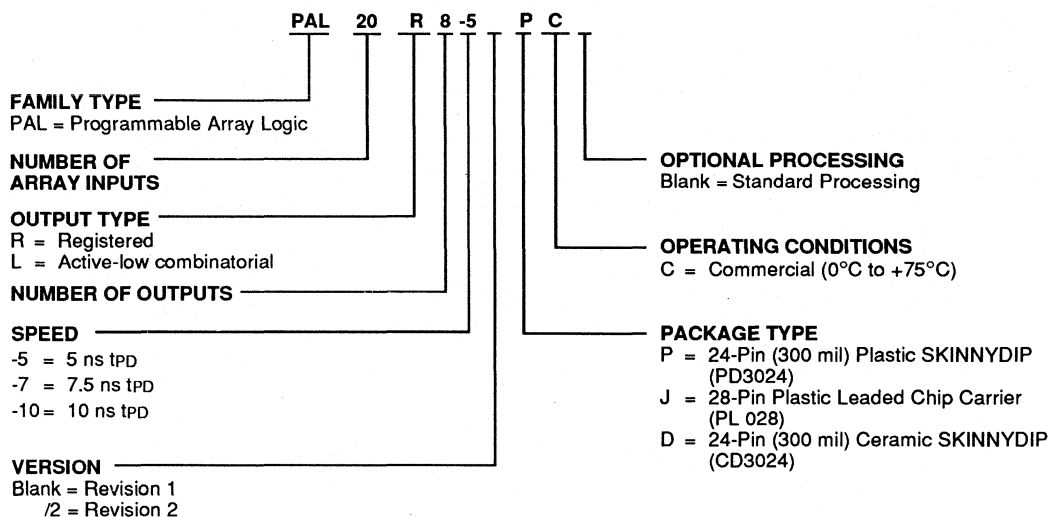 PAL 20 R 8 -5 P C
FAMILY TYPE
PAL = Programmable Array Logic
NUMBER OF
ARRAY INPUTS
OUTPUT TYPE
R = Registered
L = Active-low combinatorial
NUMBER OF OUTPUTS
SPEED
-5 = 5 ns tPD
-7 = 7.5 ns tPD
-10 = 10 ns tPD
VERSION
Blank = Revision 1
/2 = Revision 2
OPTIONAL PROCESSING
Blank = Standard Processing
OPERATING CONDITIONS
C = Commercial (0°C to +75°C)
PACKAGE TYPE
P = 24-Pin (300 mil) Plastic SKINNYDIP
(PD3024)
J = 28-Pin Plastic Leaded Chip Carrier
(PL 028)
D = 24-Pin (300 mil) Ceramic SKINNYDIP
(CD3024)